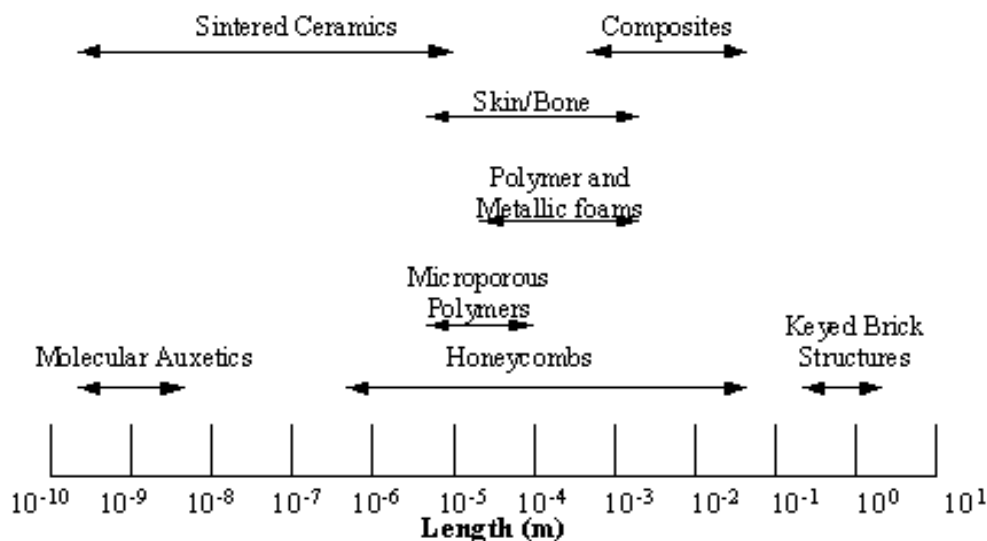 Sintered Ceramics
Composites
Skin/Bone
Polymer and
Metallic foams
Microporous
Polymers
Keyed Brick
Structures
Molecular Auxetics
Honeycombs
10⁻¹⁰ 10⁻⁹ 10⁻⁸ 10⁻⁷ 10⁻⁶ 10⁻⁵ 10⁻⁴ 10⁻³ 10⁻² 10⁻¹ 10⁰ 10¹
Length (m)